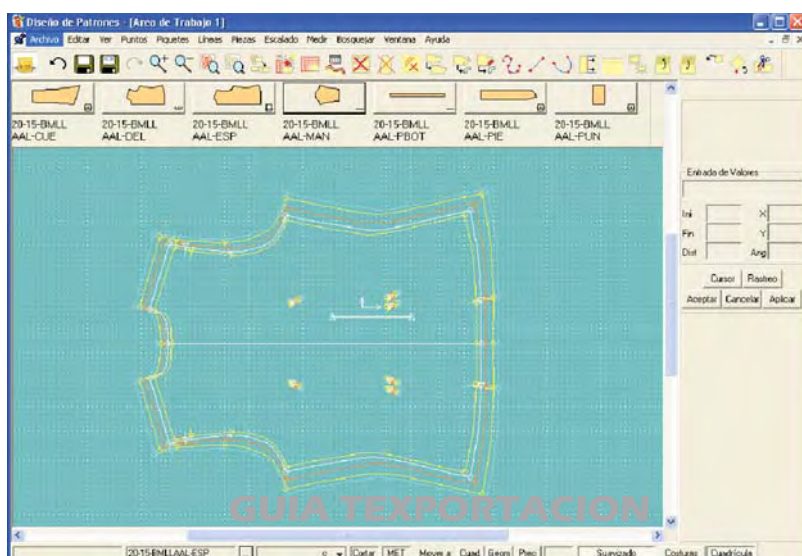 Diseño de Patrones - [Area de Trabajo 1]
Archivo Editar Ver Puntos Piquetes Líneas Piezas Escalado Medir Bosquejar Ventana Ayuda
20-15-BMLL 20-15-BMLL 20-15-BMLL 20-15-BMLL 20-15-BMLL 20-15-BMLL 20-15-BMLL
AAL-CUE AAL-DEL AAL-ESP AAL-MAN AAL-PBOT AAL-PIE AAL-PUN
Entrada de Valores
Ini X
Fin Y
Dist Ang
Cursor Rastreo
Aceptar Cancelar Aplicar
GUIA TEXPORTACION
20-15-BMLLAAL-ESP ... c Cortar MET Mover a Cuad Geom Prec Suavizado Costuras Cuadrícula